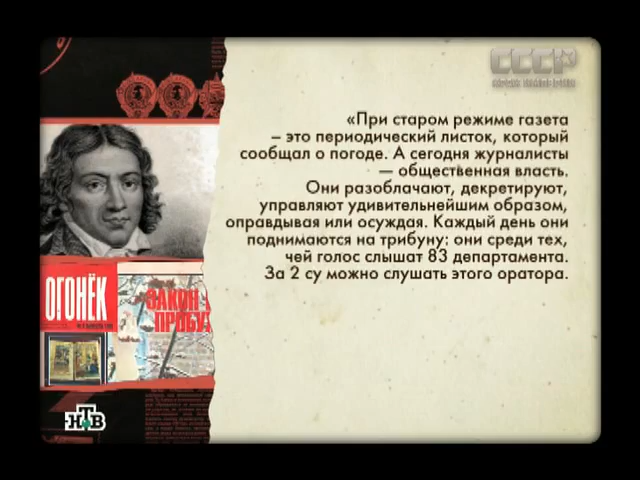 СССР
«При старом режиме газета
– это периодический листок, который
сообщал о погоде. А сегодня журналисты
— общественная власть.
Они разоблачают, декретируют,
управляют удивительнейшим образом,
оправдывая или осуждая. Каждый день они
поднимаются на трибуну; они среди тех,
чей голос слышат 83 департамента.
За 2 су можно слушать этого оратора.
ОГОНЁК
ЗАКОН
ПРОБУ
НТВ